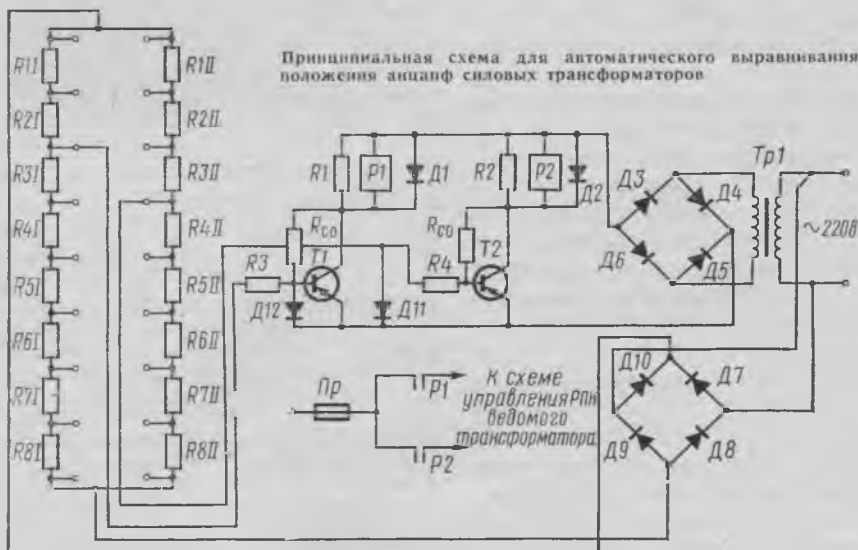 Принципиальная схема для автоматического выравнивания
положения анцапф силовых трансформаторов
R1I
R1II
R2I
R2II
R3I
R3II
R4I
R4II
R5I
R5II
R6I
R6II
R7I
R7II
R8I
R8II
R1
P1
Д1
R2
P2
Д2
Rсо
T1
Rсо
T2
R3
R4
Д12
Д11
Д3
Д4
Д6
Д5
Тр1
~220В
Пр
P1
P2
К схеме
управления РПН
ведомого
трансформатора
Д10
Д7
Д9
Д8